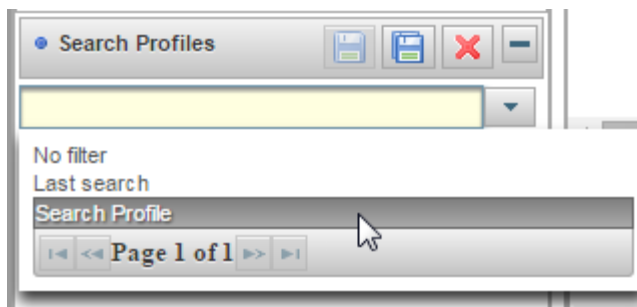 Search Profiles
No filter
Last search
Search Profile
Page 1 of 1